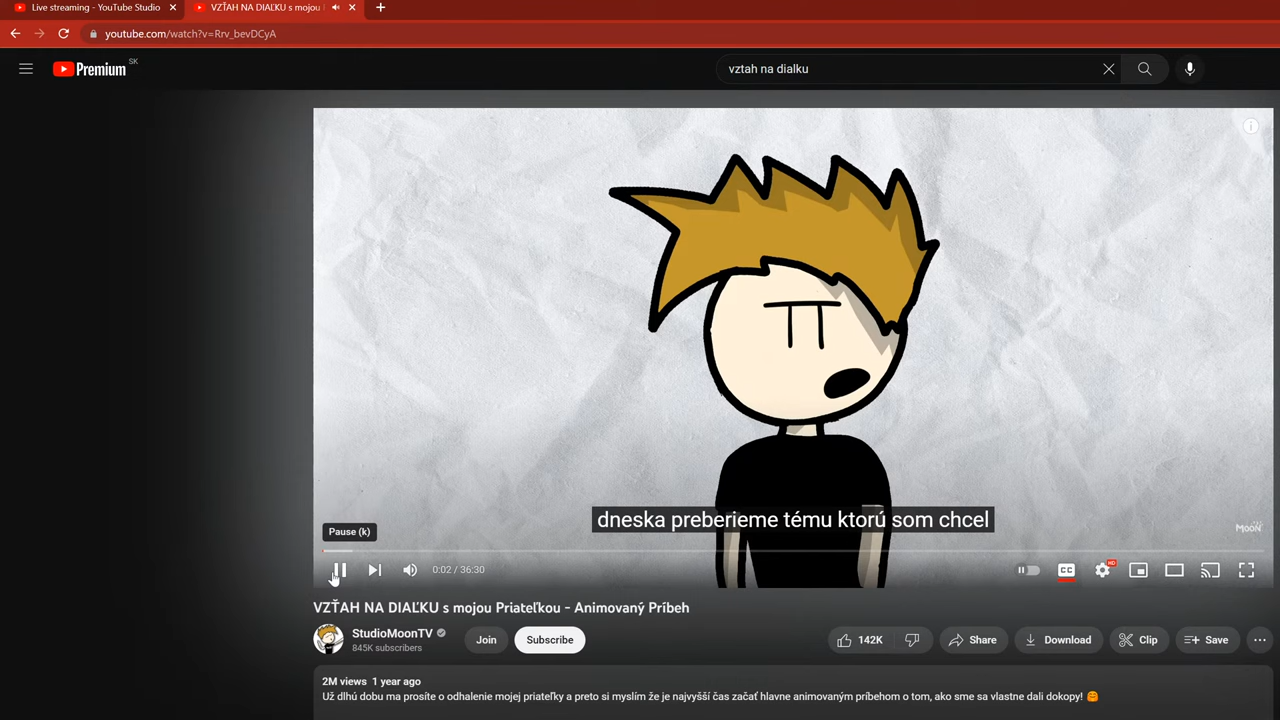 Live streaming - YouTube Studio
VZŤAH NA DIAĽKU s mojou
youtube.com/watch?v=Rrv_bevDCyA
Premium SK
vztah na dialku
dneska preberieme tému ktorú som chcel
MOON
Pause (k)
0:02 / 36:30
CC
HD
VZŤAH NA DIAĽKU s mojou Priateľkou - Animovaný Príbeh
StudioMoonTV
845K subscribers
Join
Subscribe
142K
Share
Download
Clip
Save
2M views 1 year ago
Už dlhú dobu ma prosíte o odhalenie mojej priateľky a preto si myslím že je najvyšší čas začať hlavne animovaným príbehom o tom, ako sme sa vlastne dali dokopy! 🤗